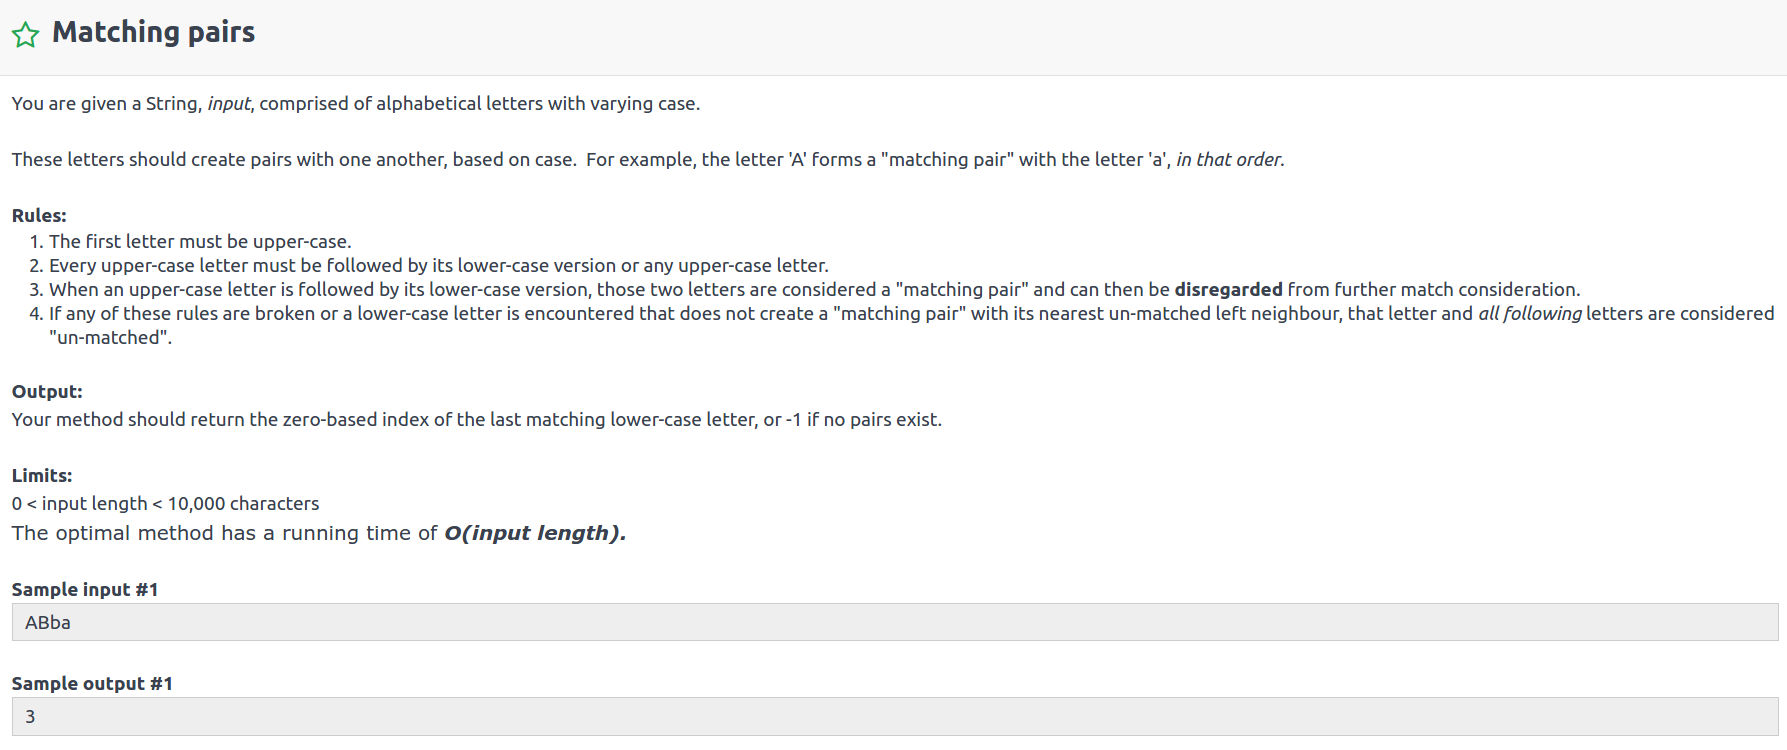 Matching pairs
You are given a String, input, comprised of alphabetical letters with varying case.
These letters should create pairs with one another, based on case.  For example, the letter 'A' forms a "matching pair" with the letter 'a', in that order.
Rules:
1. The first letter must be upper-case.
2. Every upper-case letter must be followed by its lower-case version or any upper-case letter.
3. When an upper-case letter is followed by its lower-case version, those two letters are considered a "matching pair" and can then be disregarded from further match consideration.
4. If any of these rules are broken or a lower-case letter is encountered that does not create a "matching pair" with its nearest un-matched left neighbour, that letter and all following letters are considered
"un-matched".
Output:
Your method should return the zero-based index of the last matching lower-case letter, or -1 if no pairs exist.
Limits:
0 < input length < 10,000 characters
The optimal method has a running time of O(input length).
Sample input #1
ABba
Sample output #1
3